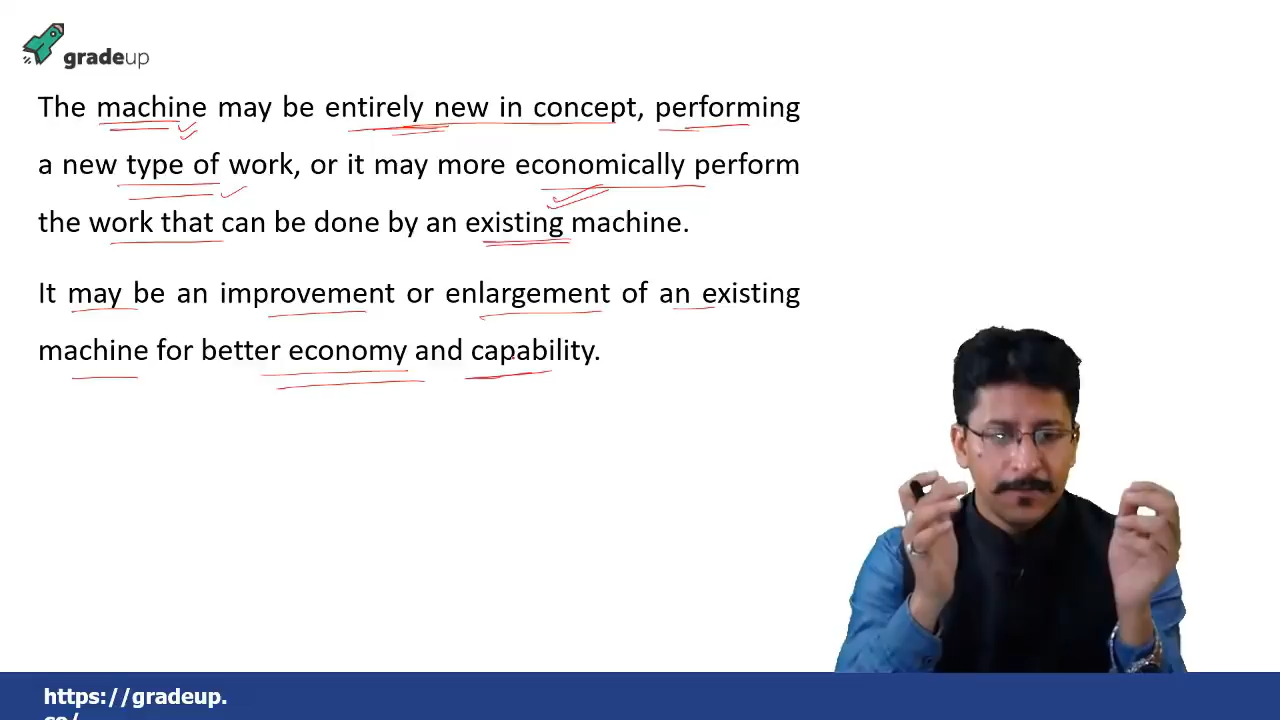 gradeup
The machine may be entirely new in concept, performing
a new type of work, or it may more economically perform
the work that can be done by an existing machine.
It may be an improvement or enlargement of an existing
machine for better economy and capability.
https://gradeup.
co/